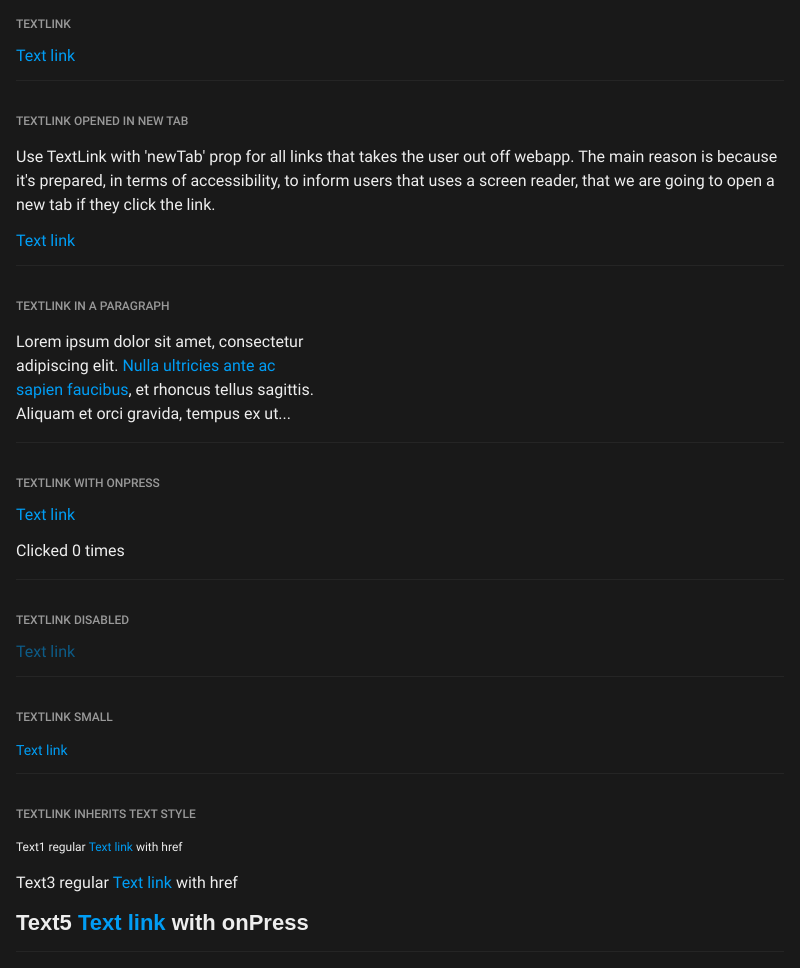 TEXTLINK
Text link
TEXTLINK OPENED IN NEW TAB
Use TextLink with 'newTab' prop for all links that takes the user out off webapp. The main reason is because
it's prepared, in terms of accessibility, to inform users that uses a screen reader, that we are going to open a
new tab if they click the link.
Text link
TEXTLINK IN A PARAGRAPH
Lorem ipsum dolor sit amet, consectetur
adipiscing elit. Nulla ultricies ante ac
sapien faucibus, et rhoncus tellus sagittis.
Aliquam et orci gravida, tempus ex ut...
TEXTLINK WITH ONPRESS
Text link
Clicked 0 times
TEXTLINK DISABLED
Text link
TEXTLINK SMALL
Text link
TEXTLINK INHERITS TEXT STYLE
Text1 regular Text link with href
Text3 regular Text link with href
Text5 Text link with onPress